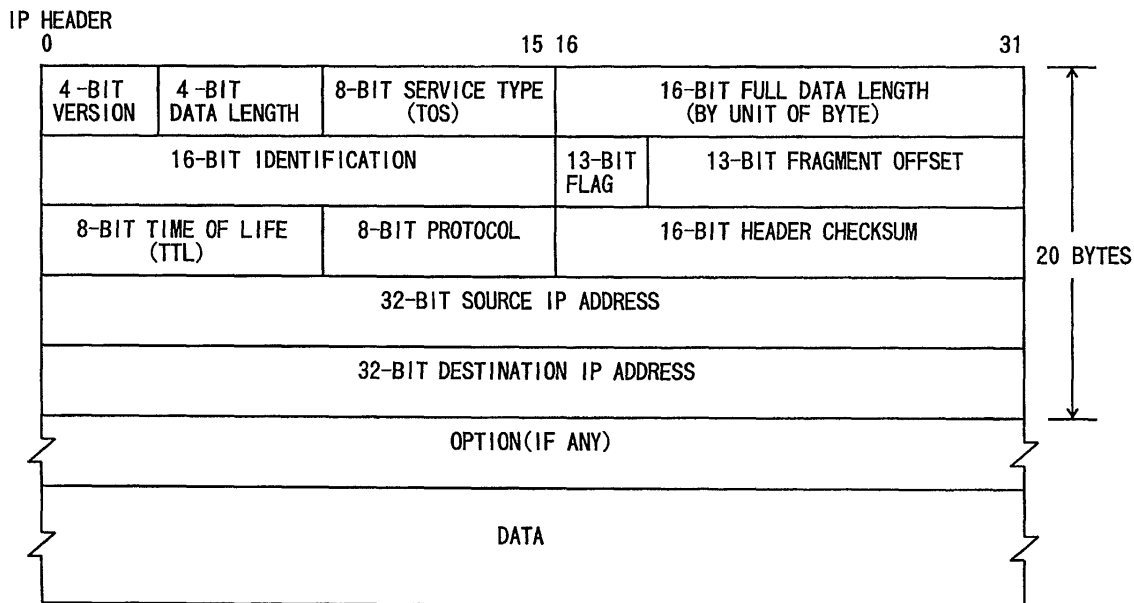 IP HEADER
0 15 16 31
4-BIT VERSION
4-BIT DATA LENGTH
8-BIT SERVICE TYPE (TOS)
16-BIT FULL DATA LENGTH (BY UNIT OF BYTE)
16-BIT IDENTIFICATION
13-BIT FLAG
13-BIT FRAGMENT OFFSET
8-BIT TIME OF LIFE (TTL)
8-BIT PROTOCOL
16-BIT HEADER CHECKSUM
20 BYTES
32-BIT SOURCE IP ADDRESS
32-BIT DESTINATION IP ADDRESS
OPTION(IF ANY)
DATA